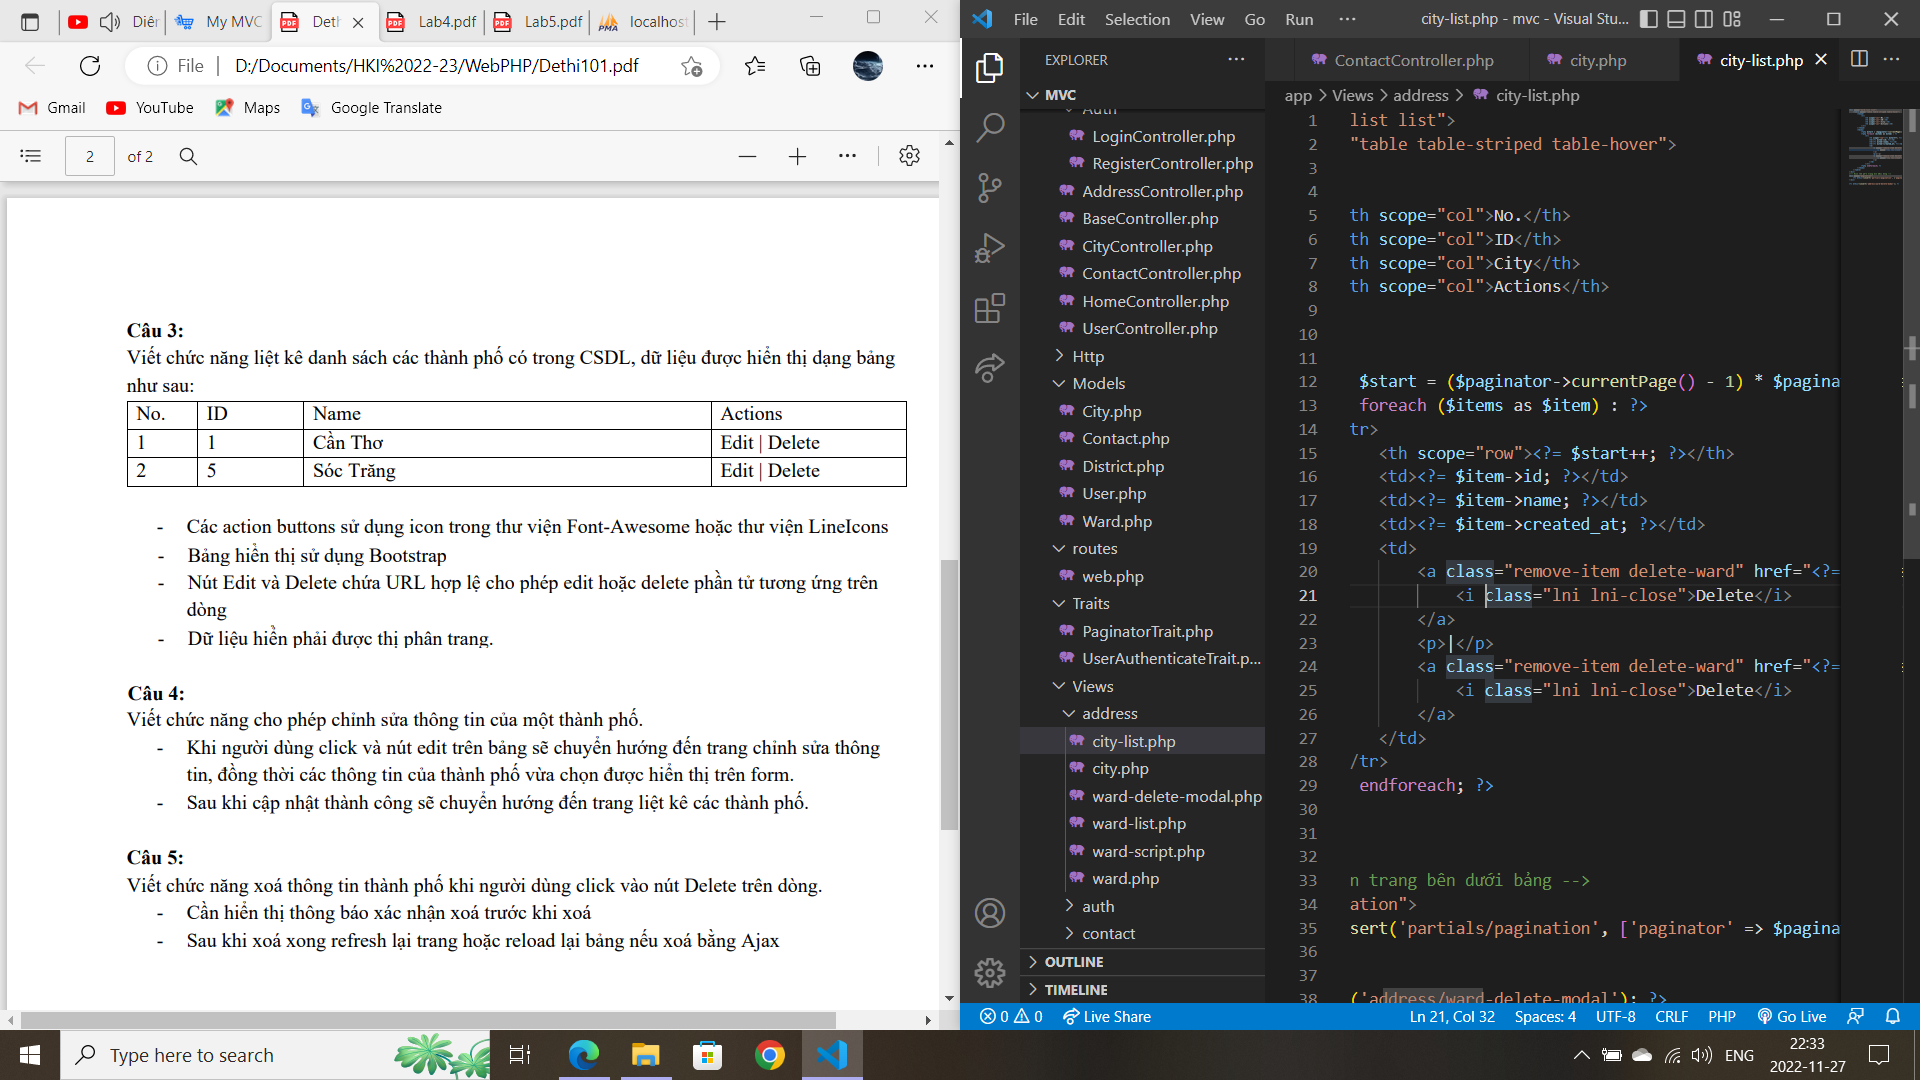 Diễn
My MVC
Deth
Lab4.pdf
Lab5.pdf
localhos
File
D:/Documents/HKI%2022-23/WebPHP/Dethi101.pdf
Gmail
YouTube
Maps
Google Translate
2
of 2
Câu 3:
Viết chức năng liệt kê danh sách các thành phố có trong CSDL, dữ liệu được hiển thị dạng bảng
như sau:
No. ID Name Actions
1 1 Cần Thơ Edit | Delete
2 5 Sóc Trăng Edit | Delete
- Các action buttons sử dụng icon trong thư viện Font-Awesome hoặc thư viện LineIcons
- Bảng hiển thị sử dụng Bootstrap
- Nút Edit và Delete chứa URL hợp lệ cho phép edit hoặc delete phần tử tương ứng trên
dòng
- Dữ liệu hiển phải được thị phân trang.
Câu 4:
Viết chức năng cho phép chỉnh sửa thông tin của một thành phố.
- Khi người dùng click và nút edit trên bảng sẽ chuyển hướng đến trang chỉnh sửa thông
tin, đồng thời các thông tin của thành phố vừa chọn được hiển thị trên form.
- Sau khi cập nhật thành công sẽ chuyển hướng đến trang liệt kê các thành phố.
Câu 5:
Viết chức năng xoá thông tin thành phố khi người dùng click vào nút Delete trên dòng.
- Cần hiển thị thông báo xác nhận xoá trước khi xoá
- Sau khi xoá xong refresh lại trang hoặc reload lại bảng nếu xoá bằng Ajax
File Edit Selection View Go Run ···
city-list.php - mvc - Visual Stu...
EXPLORER
MVC
Auth
LoginController.php
RegisterController.php
AddressController.php
BaseController.php
CityController.php
ContactController.php
HomeController.php
UserController.php
Http
Models
City.php
Contact.php
District.php
User.php
Ward.php
routes
web.php
Traits
PaginatorTrait.php
UserAuthenticateTrait.p...
Views
address
city-list.php
city.php
ward-delete-modal.php
ward-list.php
ward-script.php
ward.php
auth
contact
OUTLINE
TIMELINE
ContactController.php
city.php
city-list.php
app > Views > address > city-list.php
1 list list">
2 "table table-striped table-hover">
3
4
5 th scope="col">No.</th>
6 th scope="col">ID</th>
7 th scope="col">City</th>
8 th scope="col">Actions</th>
9
10
11
12 $start = ($paginator->currentPage() - 1) * $pagina
13 foreach ($items as $item) : ?>
14 tr>
15 <th scope="row"><?= $start++; ?></th>
16 <td><?= $item->id; ?></td>
17 <td><?= $item->name; ?></td>
18 <td><?= $item->created_at; ?></td>
19 <td>
20 <a class="remove-item delete-ward" href="<?=
21 <i class="lni lni-close">Delete</i>
22 </a>
23 <p>|</p>
24 <a class="remove-item delete-ward" href="<?=
25 <i class="lni lni-close">Delete</i>
26 </a>
27 </td>
28 /tr>
29 endforeach; ?>
30
31
32
33 n trang bên dưới bảng -->
34 ation">
35 sert('partials/pagination', ['paginator' => $pagina
36
37
38 ('address/ward-delete-modal'); ?>
0 0 Live Share
Ln 21, Col 32
Spaces: 4
UTF-8
CRLF
PHP
Go Live
Type here to search
ENG
22:33
2022-11-27